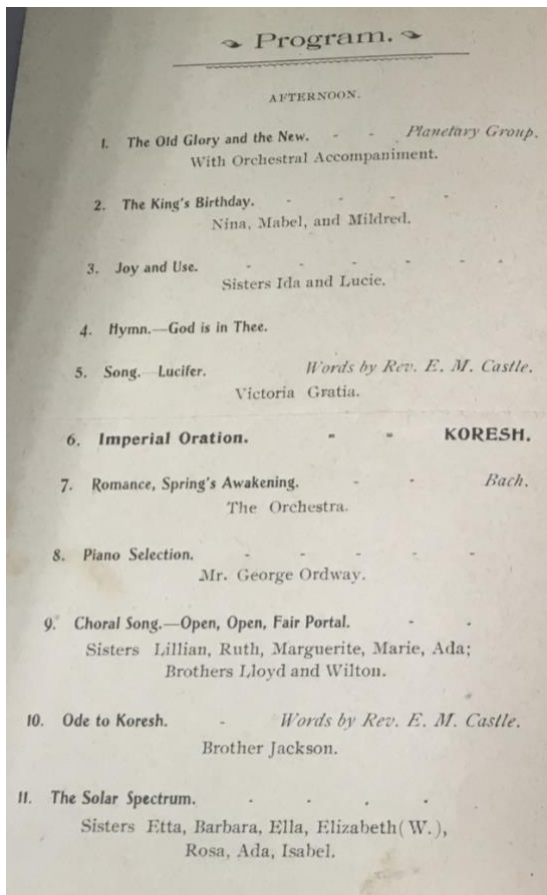 Program.
AFTERNOON.
1. The Old Glory and the New. - - Planetary Group.
With Orchestral Accompaniment.
2. The King's Birthday. - - - -
Nina, Mabel, and Mildred.
3. Joy and Use. - - - - - -
Sisters Ida and Lucie.
4. Hymn.—God is in Thee.
5. Song.—Lucifer. Words by Rev. E. M. Castle.
Victoria Gratia.
6. Imperial Oration. - - KORESH.
7. Romance, Spring's Awakening. - - Bach.
The Orchestra.
8. Piano Selection. - - - - - -
Mr. George Ordway.
9. Choral Song.—Open, Open, Fair Portal. - -
Sisters Lillian, Ruth, Marguerite, Marie, Ada;
Brothers Lloyd and Wilton.
10. Ode to Koresh. - Words by Rev. E. M. Castle.
Brother Jackson.
11. The Solar Spectrum. - - - -
Sisters Etta, Barbara, Ella, Elizabeth (W.),
Rosa, Ada, Isabel.